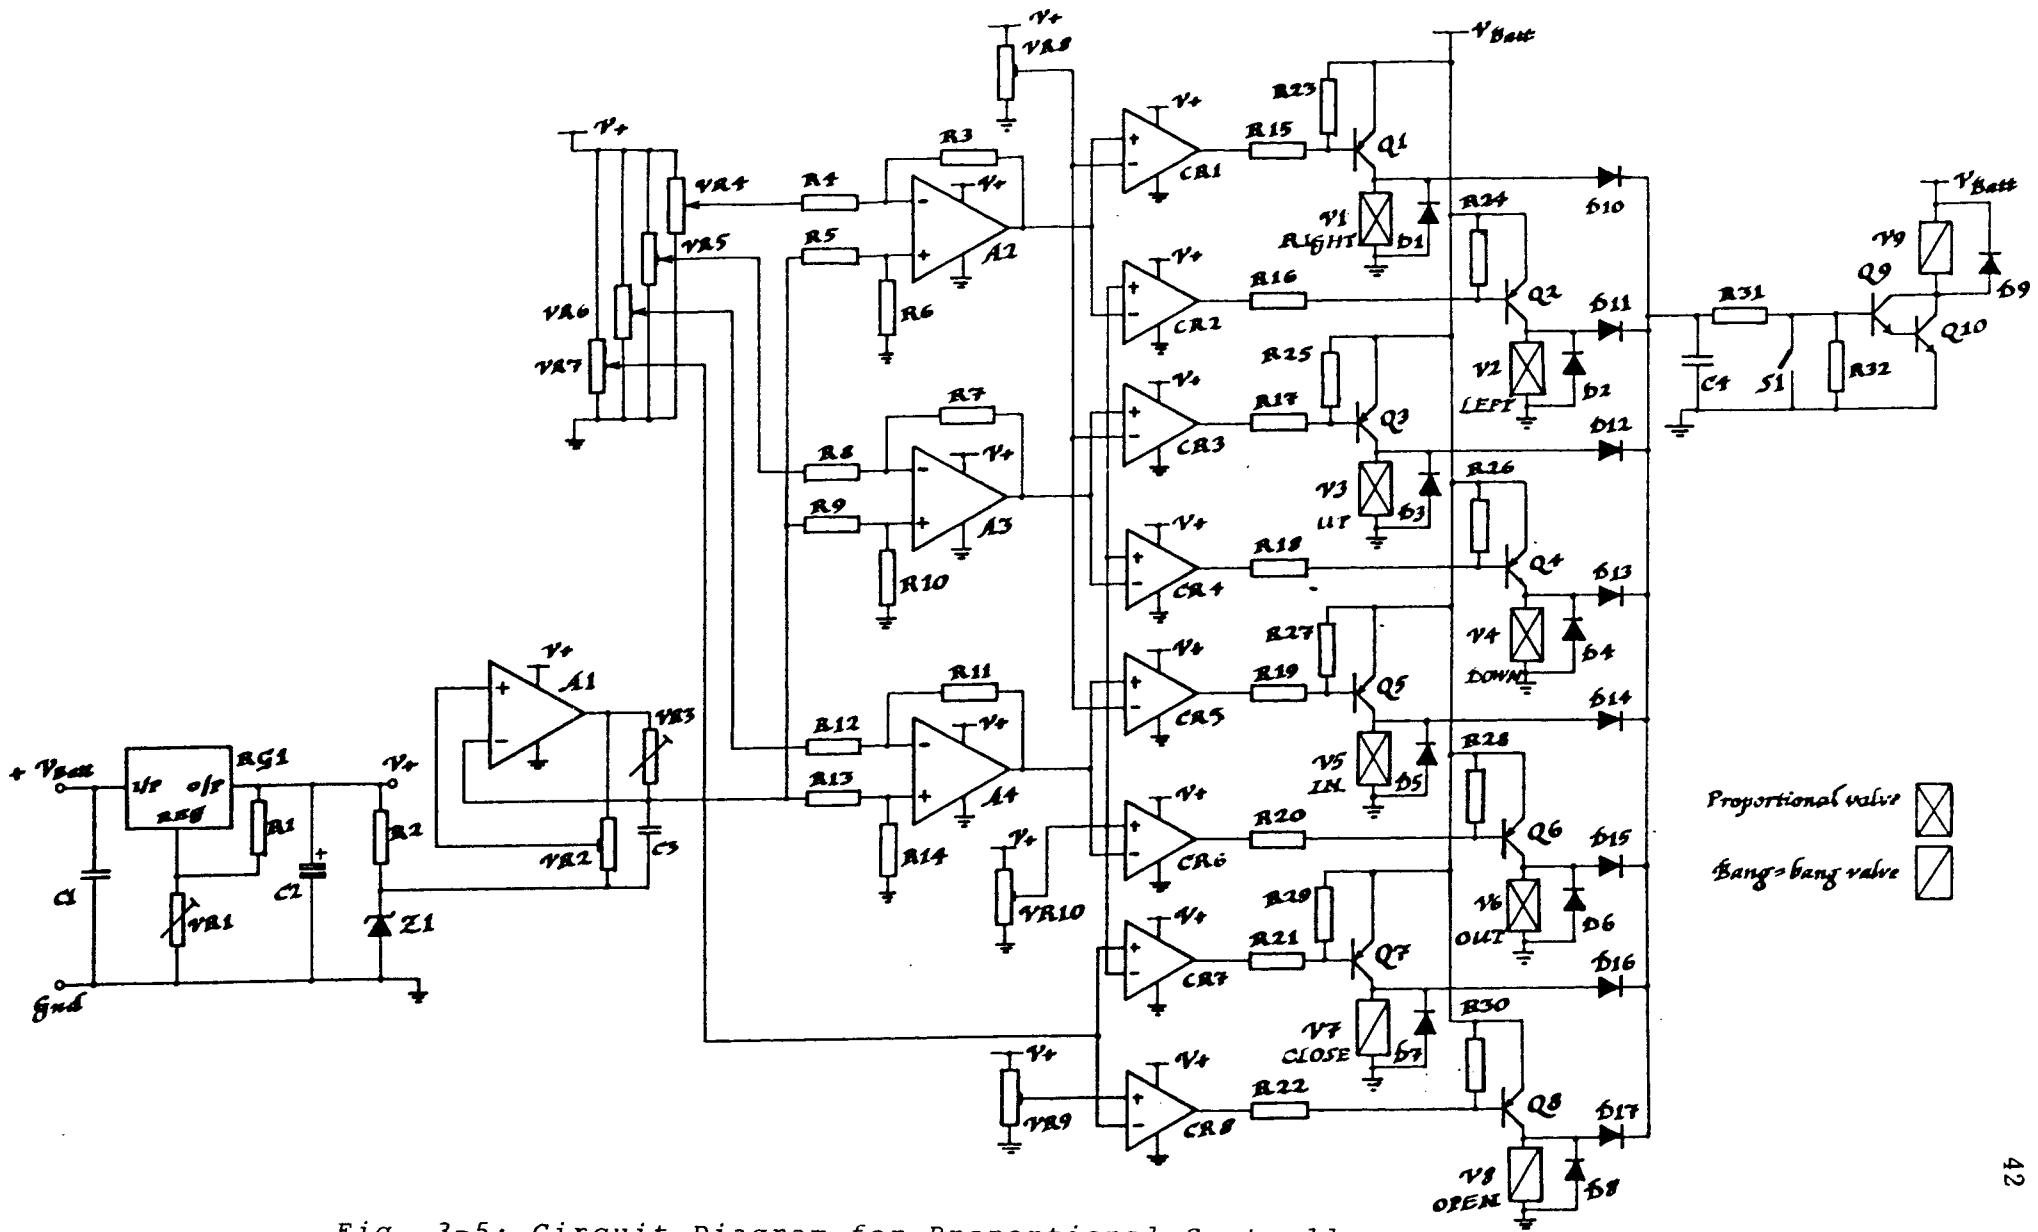 V+
VR8
VBatt
V+
R23
R15
Q1
CR1
V+
R3
VR4
R4
V+
VR5
R5
A2
R6
VR6
VR7
V1
RIGHT
D1
D10
R24
V+
R16
CR2
Q2
D11
V2
LEFT
D2
VBatt
V9
Q9
D9
Q10
R31
C4
S1
R32
V+
R25
R17
Q3
CR3
D12
R7
V+
R8
R9
A3
R10
V3
UP
D3
R26
V+
R18
CR4
Q4
D13
V4
DOWN
D4
V+
R27
R19
Q5
CR5
D14
V+
A1
VR3
R11
V+
R12
R13
A4
R14
V5
IN
D5
R28
+ VBatt
I/P
O/P
REG
RG1
V+
R1
R2
C1
C2
+
VR1
Z1
VR2
C3
Gnd
V+
VR10
V+
R20
CR6
Q6
D15
V6
OUT
D6
Proportional valve
Bang-bang valve
V+
R29
R21
Q7
CR7
D16
V7
CLOSE
D7
R30
V+
VR9
V+
R22
CR8
Q8
D17
V8
OPEN
D8
42